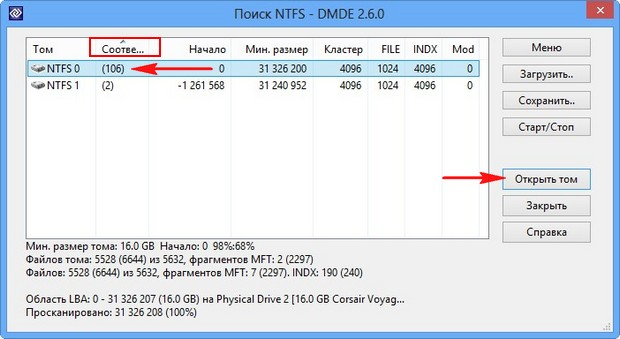 Поиск NTFS - DMDE 2.6.0
Том Соотве... Начало Мин. размер Кластер FILE INDX Mod
NTFS 0 (106) 0 31 326 200 4096 1024 4096 0
NTFS 1 (2) -1 261 568 31 240 952 4096 1024 4096 0
Меню
Загрузить..
Сохранить..
Старт/Стоп
Открыть том
Закрыть
Справка
Мин. размер тома: 16.0 GB Начало: 0 98%:68%
Файлов тома: 5528 (6644) из 5632, фрагментов MFT: 2 (2297)
Файлов: 5528 (6644) из 5632, фрагментов MFT: 7 (2297). INDX: 190 (240)
Область LBA: 0 - 31 326 207 (16.0 GB) на Physical Drive 2 [16.0 GB Corsair Voyag...
Просканировано: 31 326 208 (100%)